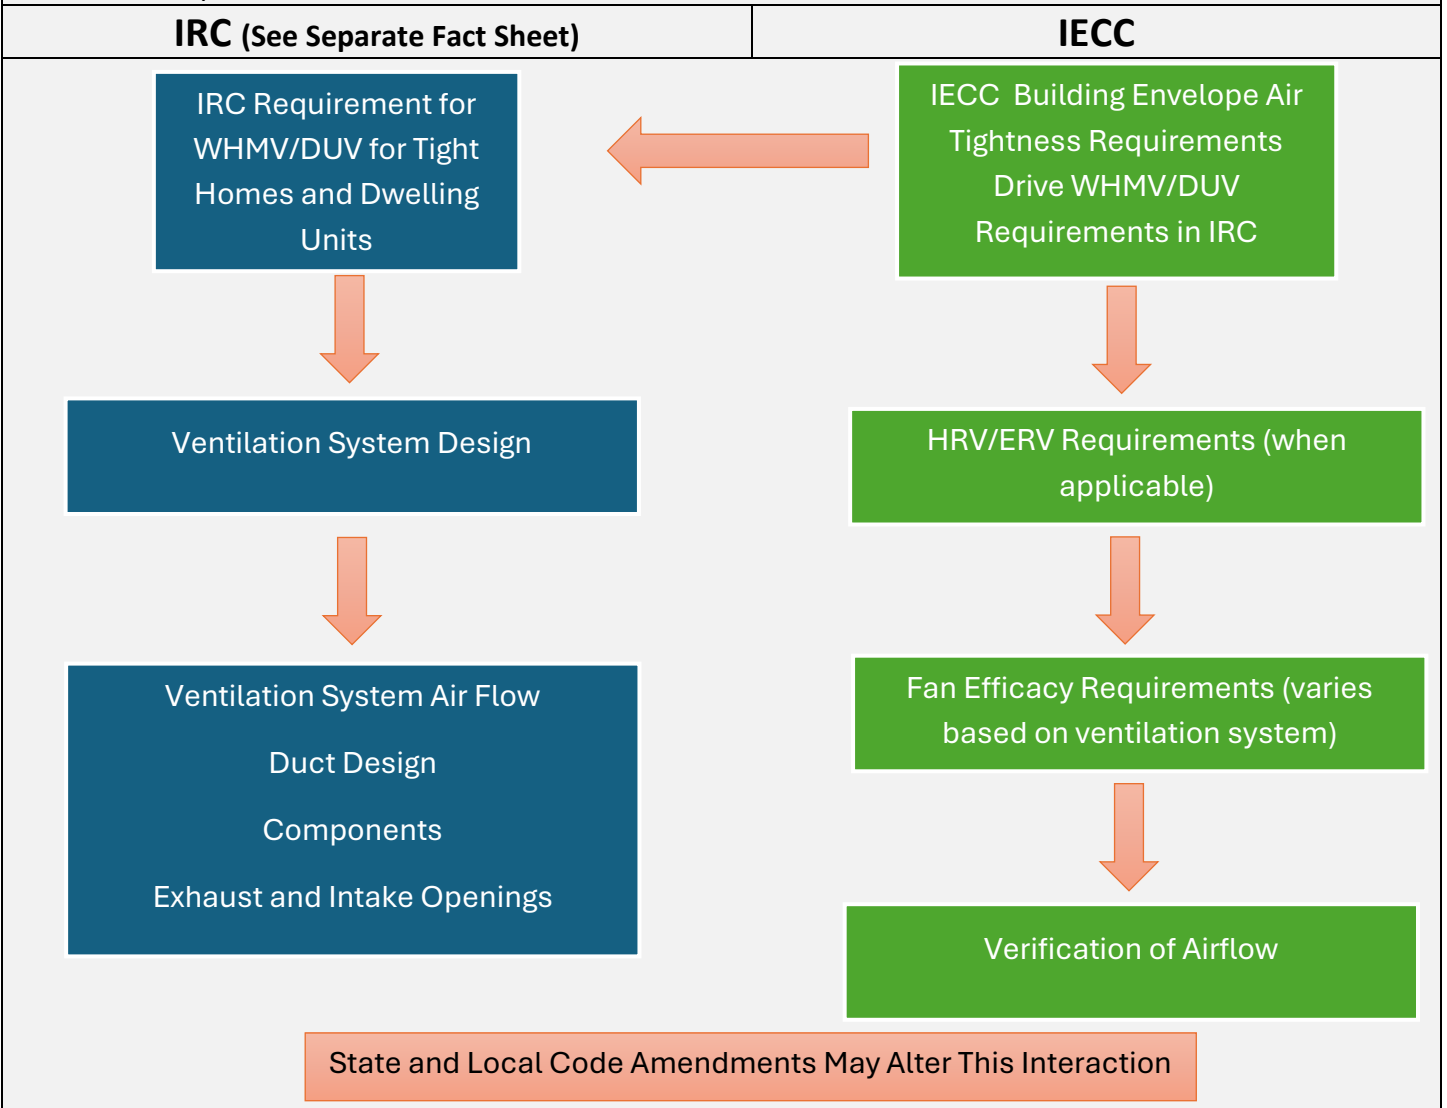 IRC (See Separate Fact Sheet)
IECC
IRC Requirement for
WHMV/DUV for Tight
Homes and Dwelling
Units
IECC Building Envelope Air
Tightness Requirements
Drive WHMV/DUV
Requirements in IRC
Ventilation System Design
HRV/ERV Requirements (when
applicable)
Ventilation System Air Flow
Duct Design
Components
Exhaust and Intake Openings
Fan Efficacy Requirements (varies
based on ventilation system)
Verification of Airflow
State and Local Code Amendments May Alter This Interaction